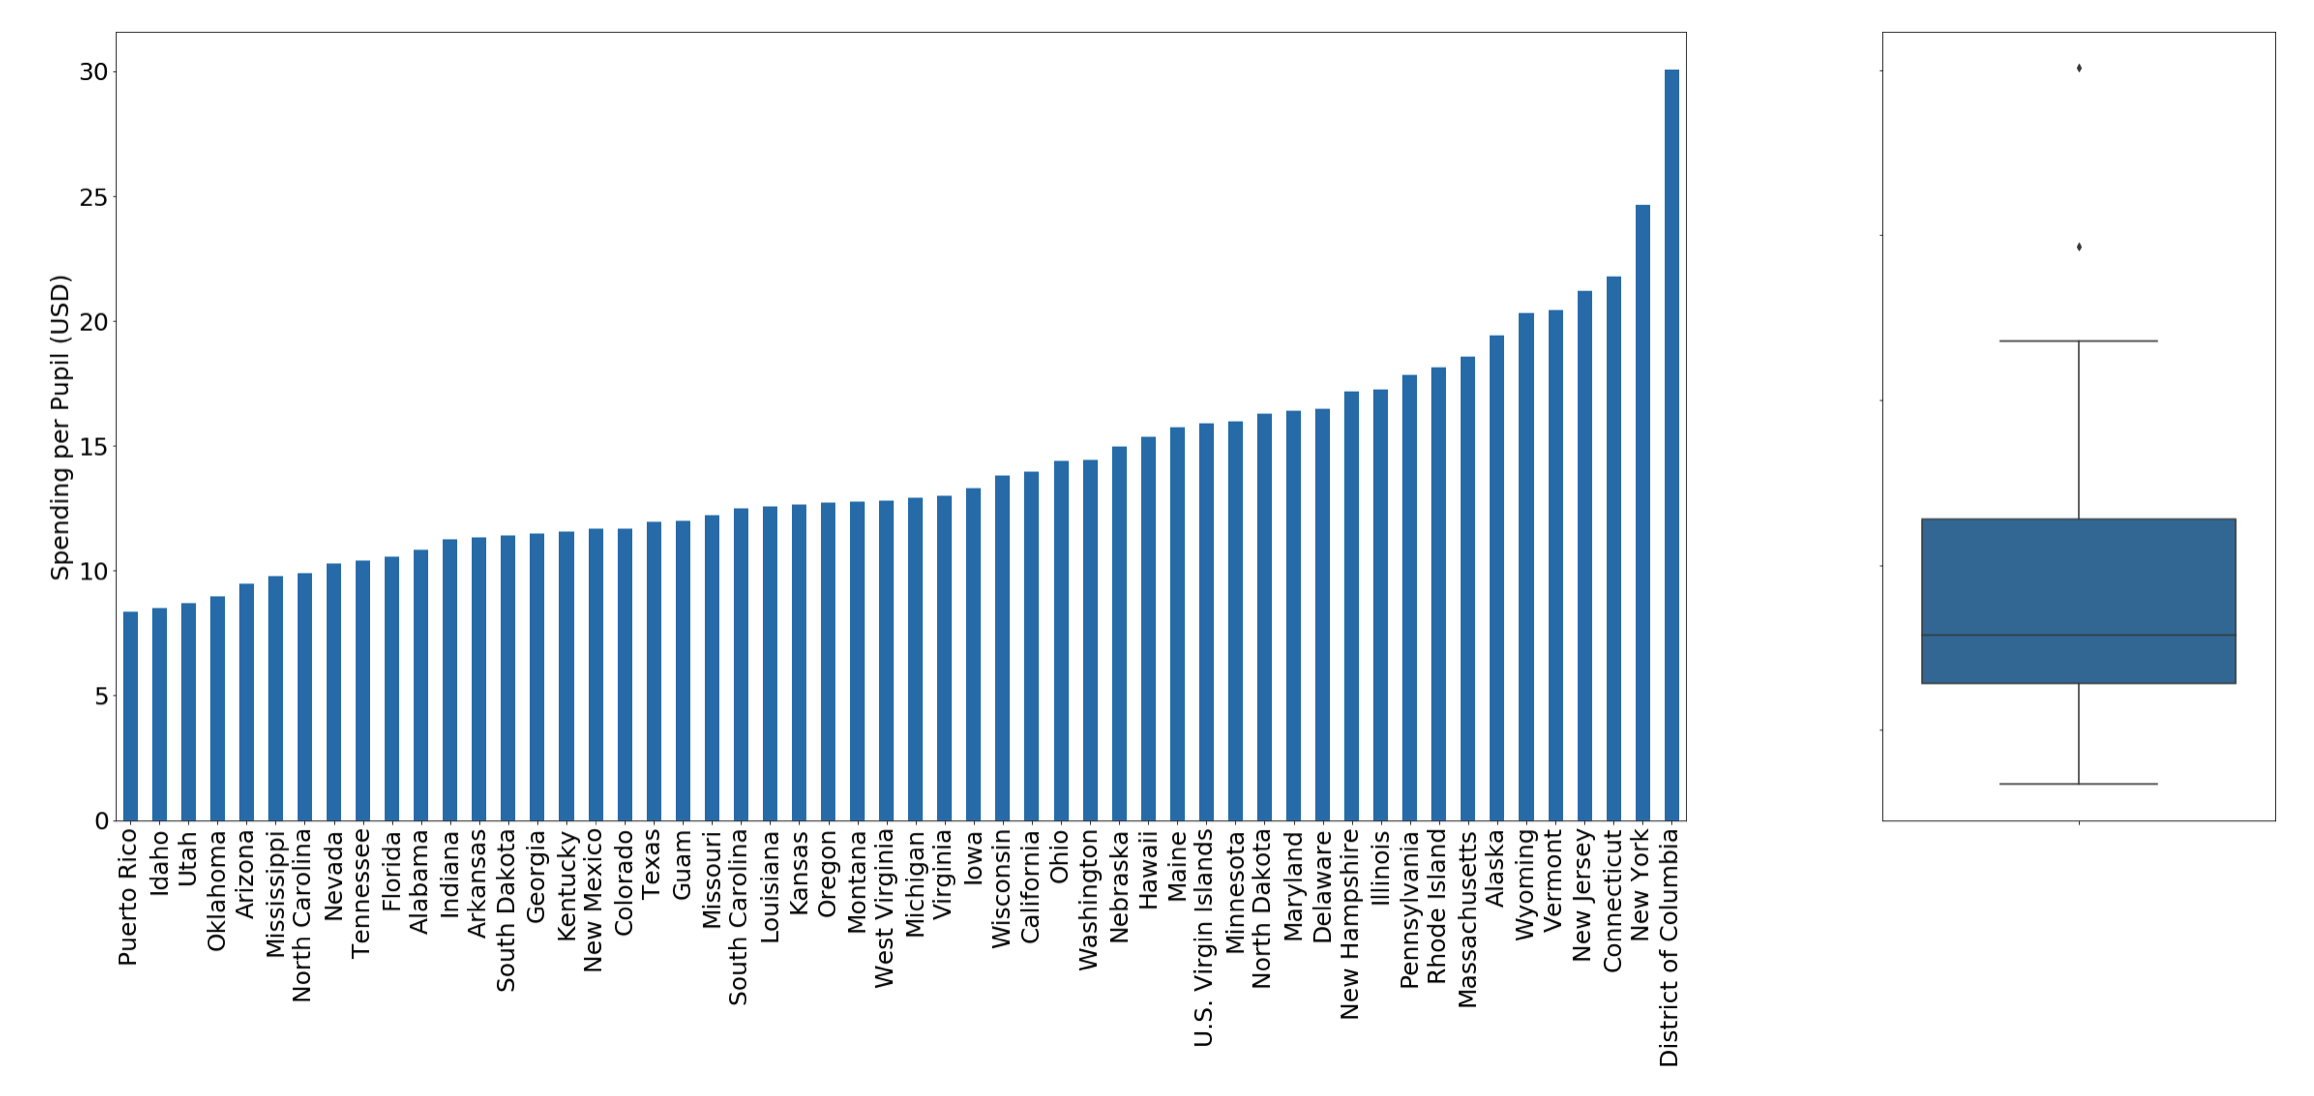 Spending per Pupil (USD)
30
25
20
15
10
5
0
Puerto Rico
Idaho
Utah
Oklahoma
Arizona
Mississippi
North Carolina
Nevada
Tennessee
Florida
Alabama
Indiana
Arkansas
South Dakota
Georgia
Kentucky
New Mexico
Colorado
Texas
Guam
Missouri
South Carolina
Louisiana
Kansas
Oregon
Montana
West Virginia
Michigan
Virginia
Iowa
Wisconsin
California
Ohio
Washington
Nebraska
Hawaii
Maine
U.S. Virgin Islands
Minnesota
North Dakota
Maryland
Delaware
New Hampshire
Illinois
Pennsylvania
Rhode Island
Massachusetts
Alaska
Wyoming
Vermont
New Jersey
Connecticut
New York
District of Columbia